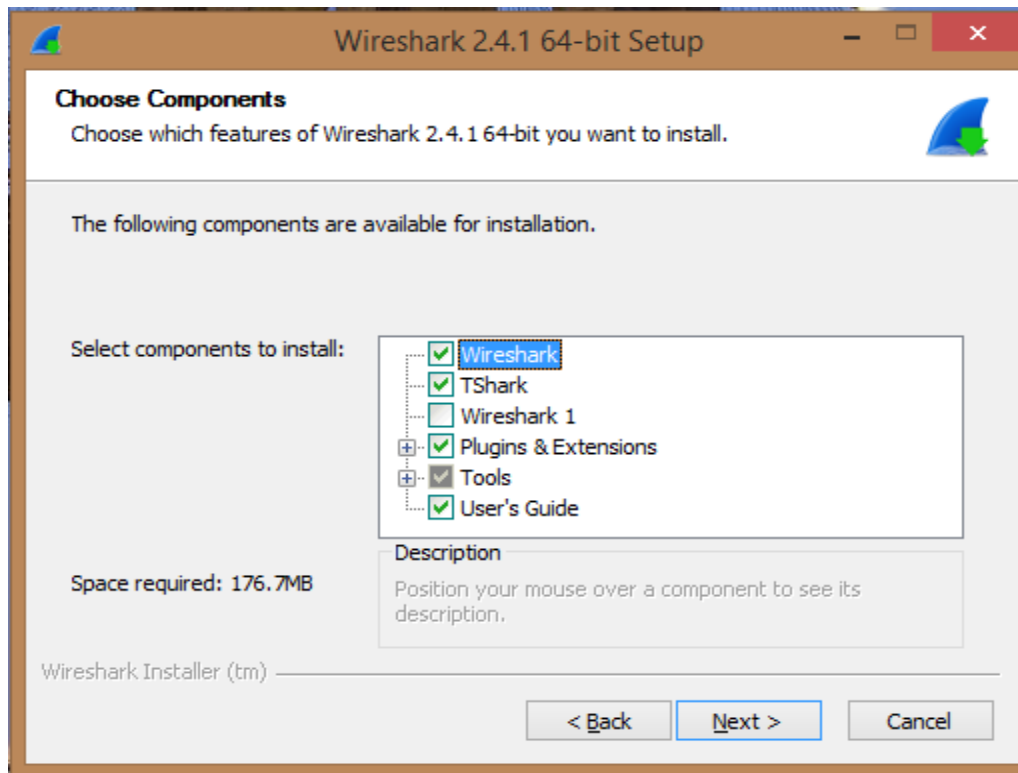 Wireshark 2.4.1 64-bit Setup
Choose Components
Choose which features of Wireshark 2.4.1 64-bit you want to install.
The following components are available for installation.
Select components to install:
Wireshark
TShark
Wireshark 1
Plugins & Extensions
Tools
User's Guide
Space required: 176.7MB
Description
Position your mouse over a component to see its
description.
Wireshark Installer (tm)
< Back
Next >
Cancel